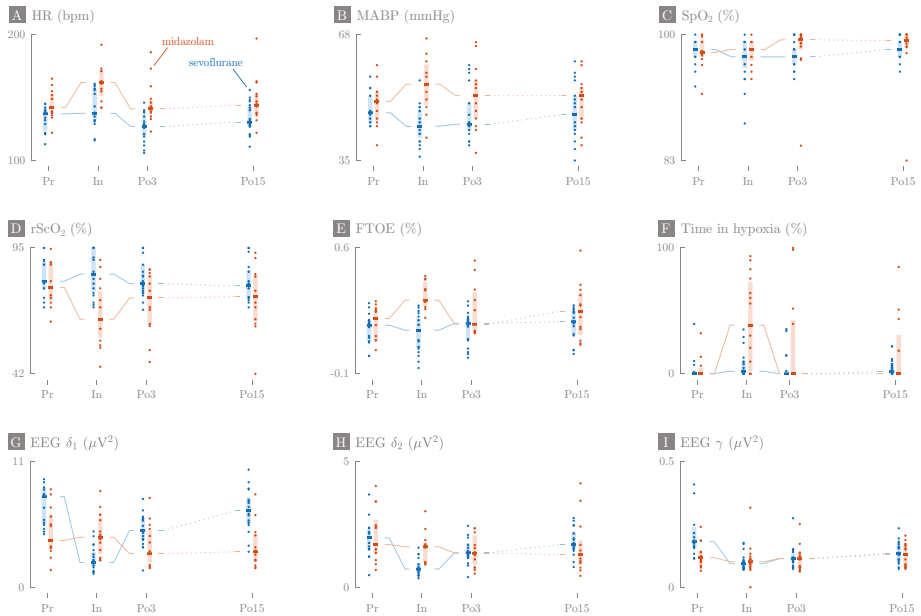 A HR (bpm)
B MABP (mmHg)
C SpO₂ (%)
200
midazolam
sevoflurane
100
68
35
100
83
Pr In Po3 Po15
Pr In Po3 Po15
Pr In Po3 Po15
D rScO₂ (%)
E FTOE (%)
F Time in hypoxia (%)
95
42
0.6
-0.1
100
0
Pr In Po3 Po15
Pr In Po3 Po15
Pr In Po3 Po15
G EEG δ₁ (μV²)
H EEG δ₂ (μV²)
I EEG γ (μV²)
11
0
5
0
0.5
0
Pr In Po3 Po15
Pr In Po3 Po15
Pr In Po3 Po15